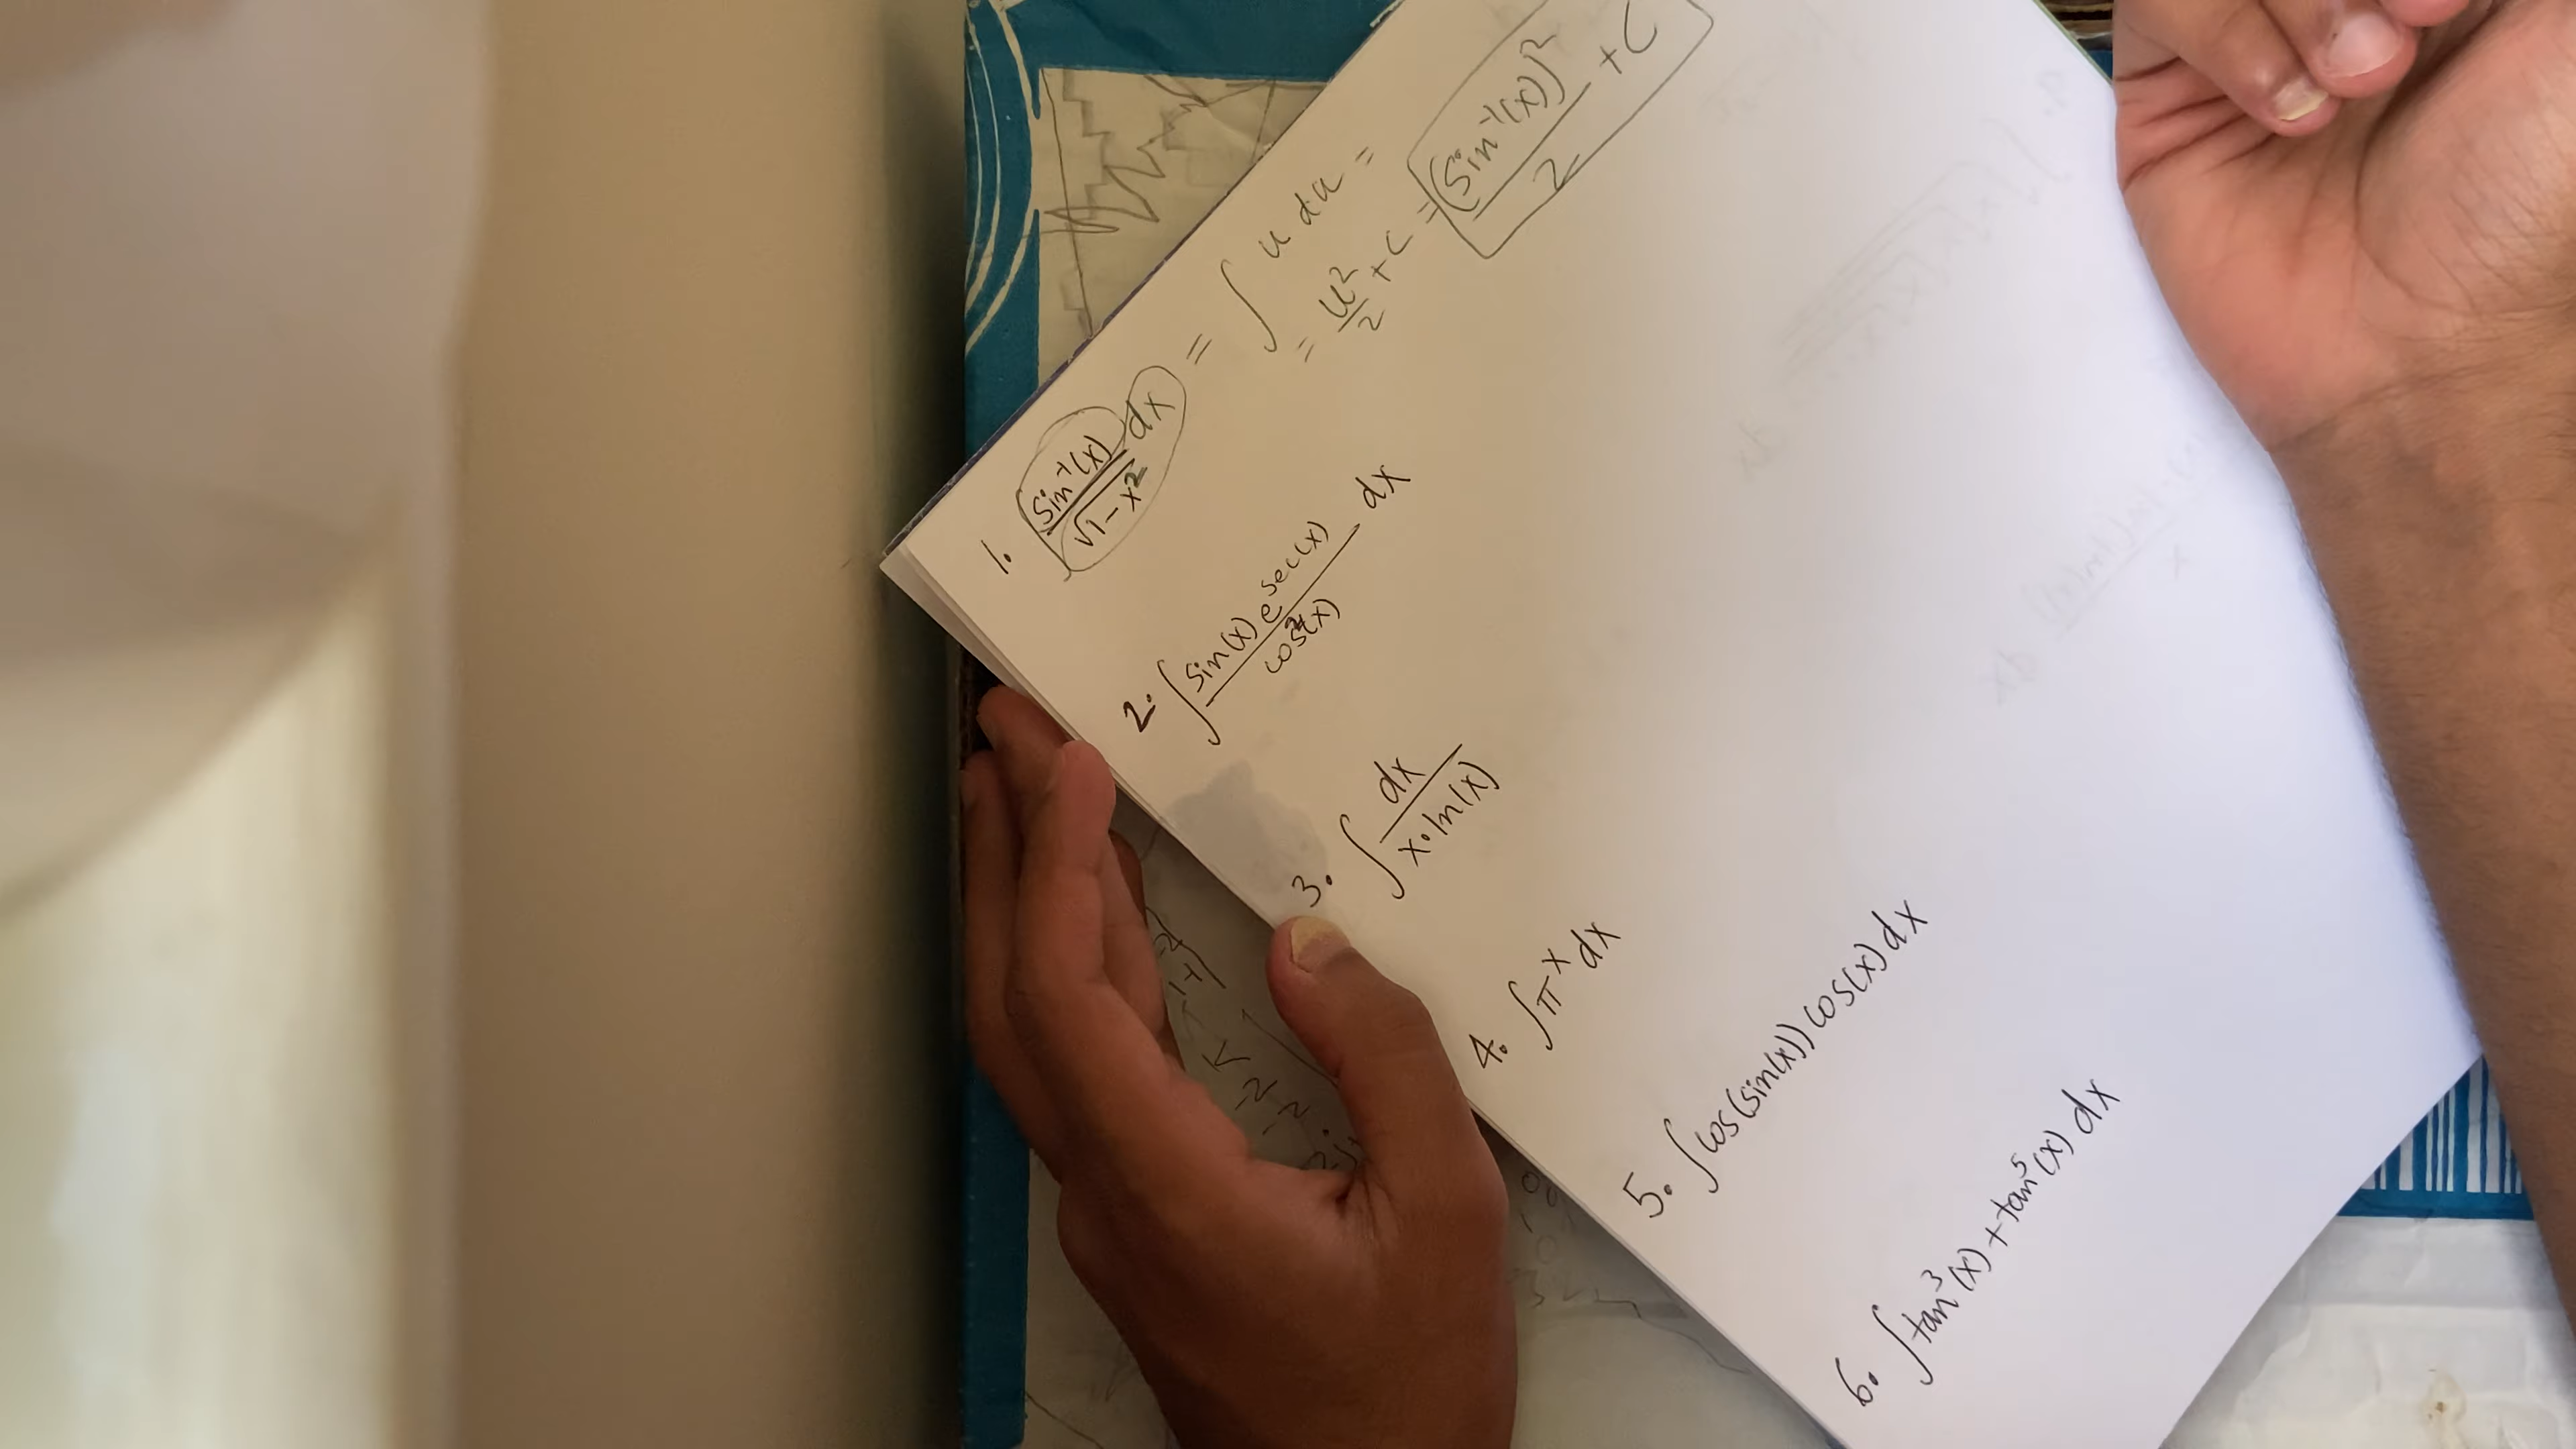 1. ∫ sin⁻¹(x)/√(1-x²) dx = ∫ u du =
= u²/2 + C = (sin⁻¹(x))²/2 + C
2. ∫ sin(x) e^sec(x)/cos²(x) dx
3. ∫ dx/(x·ln(x))
4. ∫ π^x dx
5. ∫ cos(sin(x)) cos(x) dx
6. ∫ tan³(x) + tan⁵(x) dx